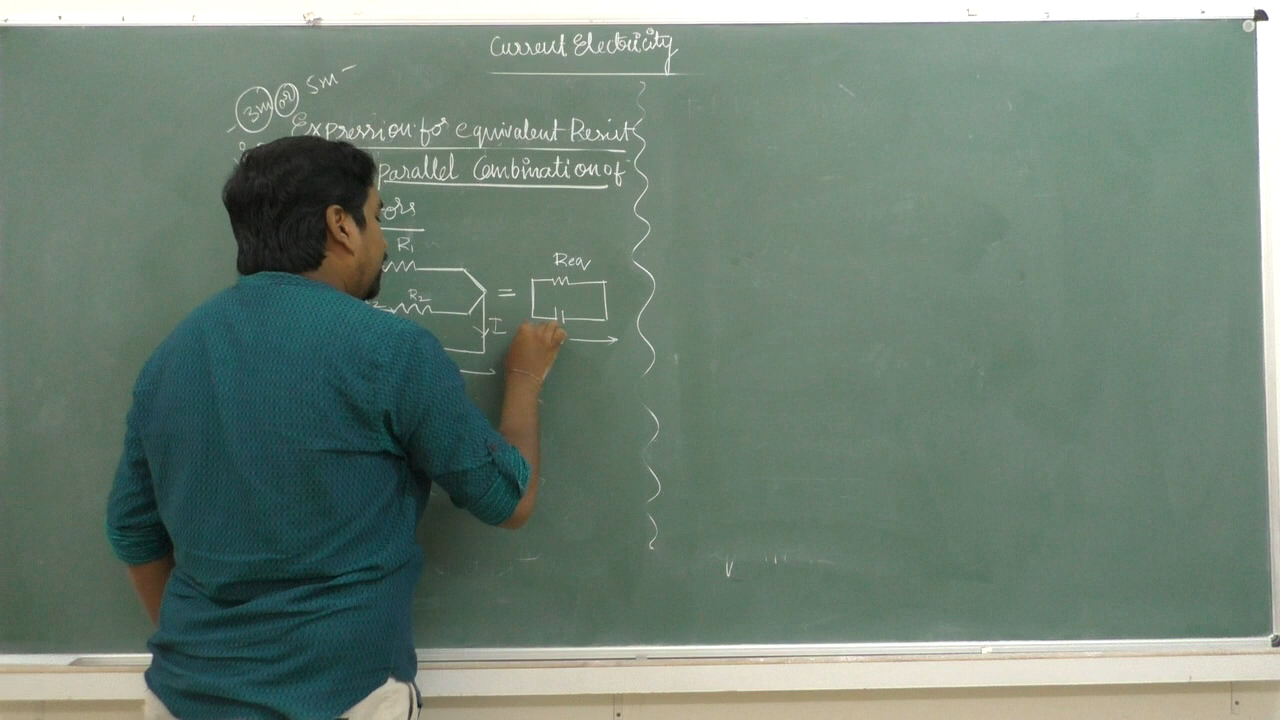 Current Electricity
3m or 5m
Expression for equivalent Resist
parallel Combination of
ors
R1
Req
R2
=
I
V